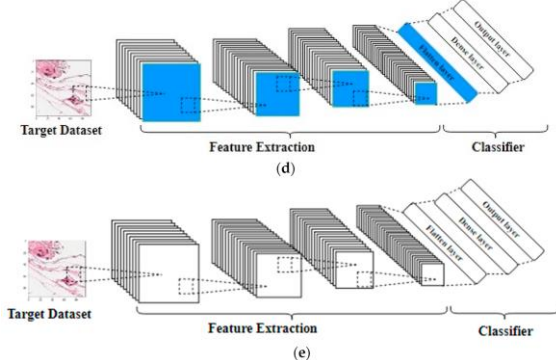 Output layer
Dense layer
Flatten layer
Target Dataset
Feature Extraction
Classifier
(d)
Output layer
Dense layer
Flatten layer
Target Dataset
Feature Extraction
Classifier
(e)